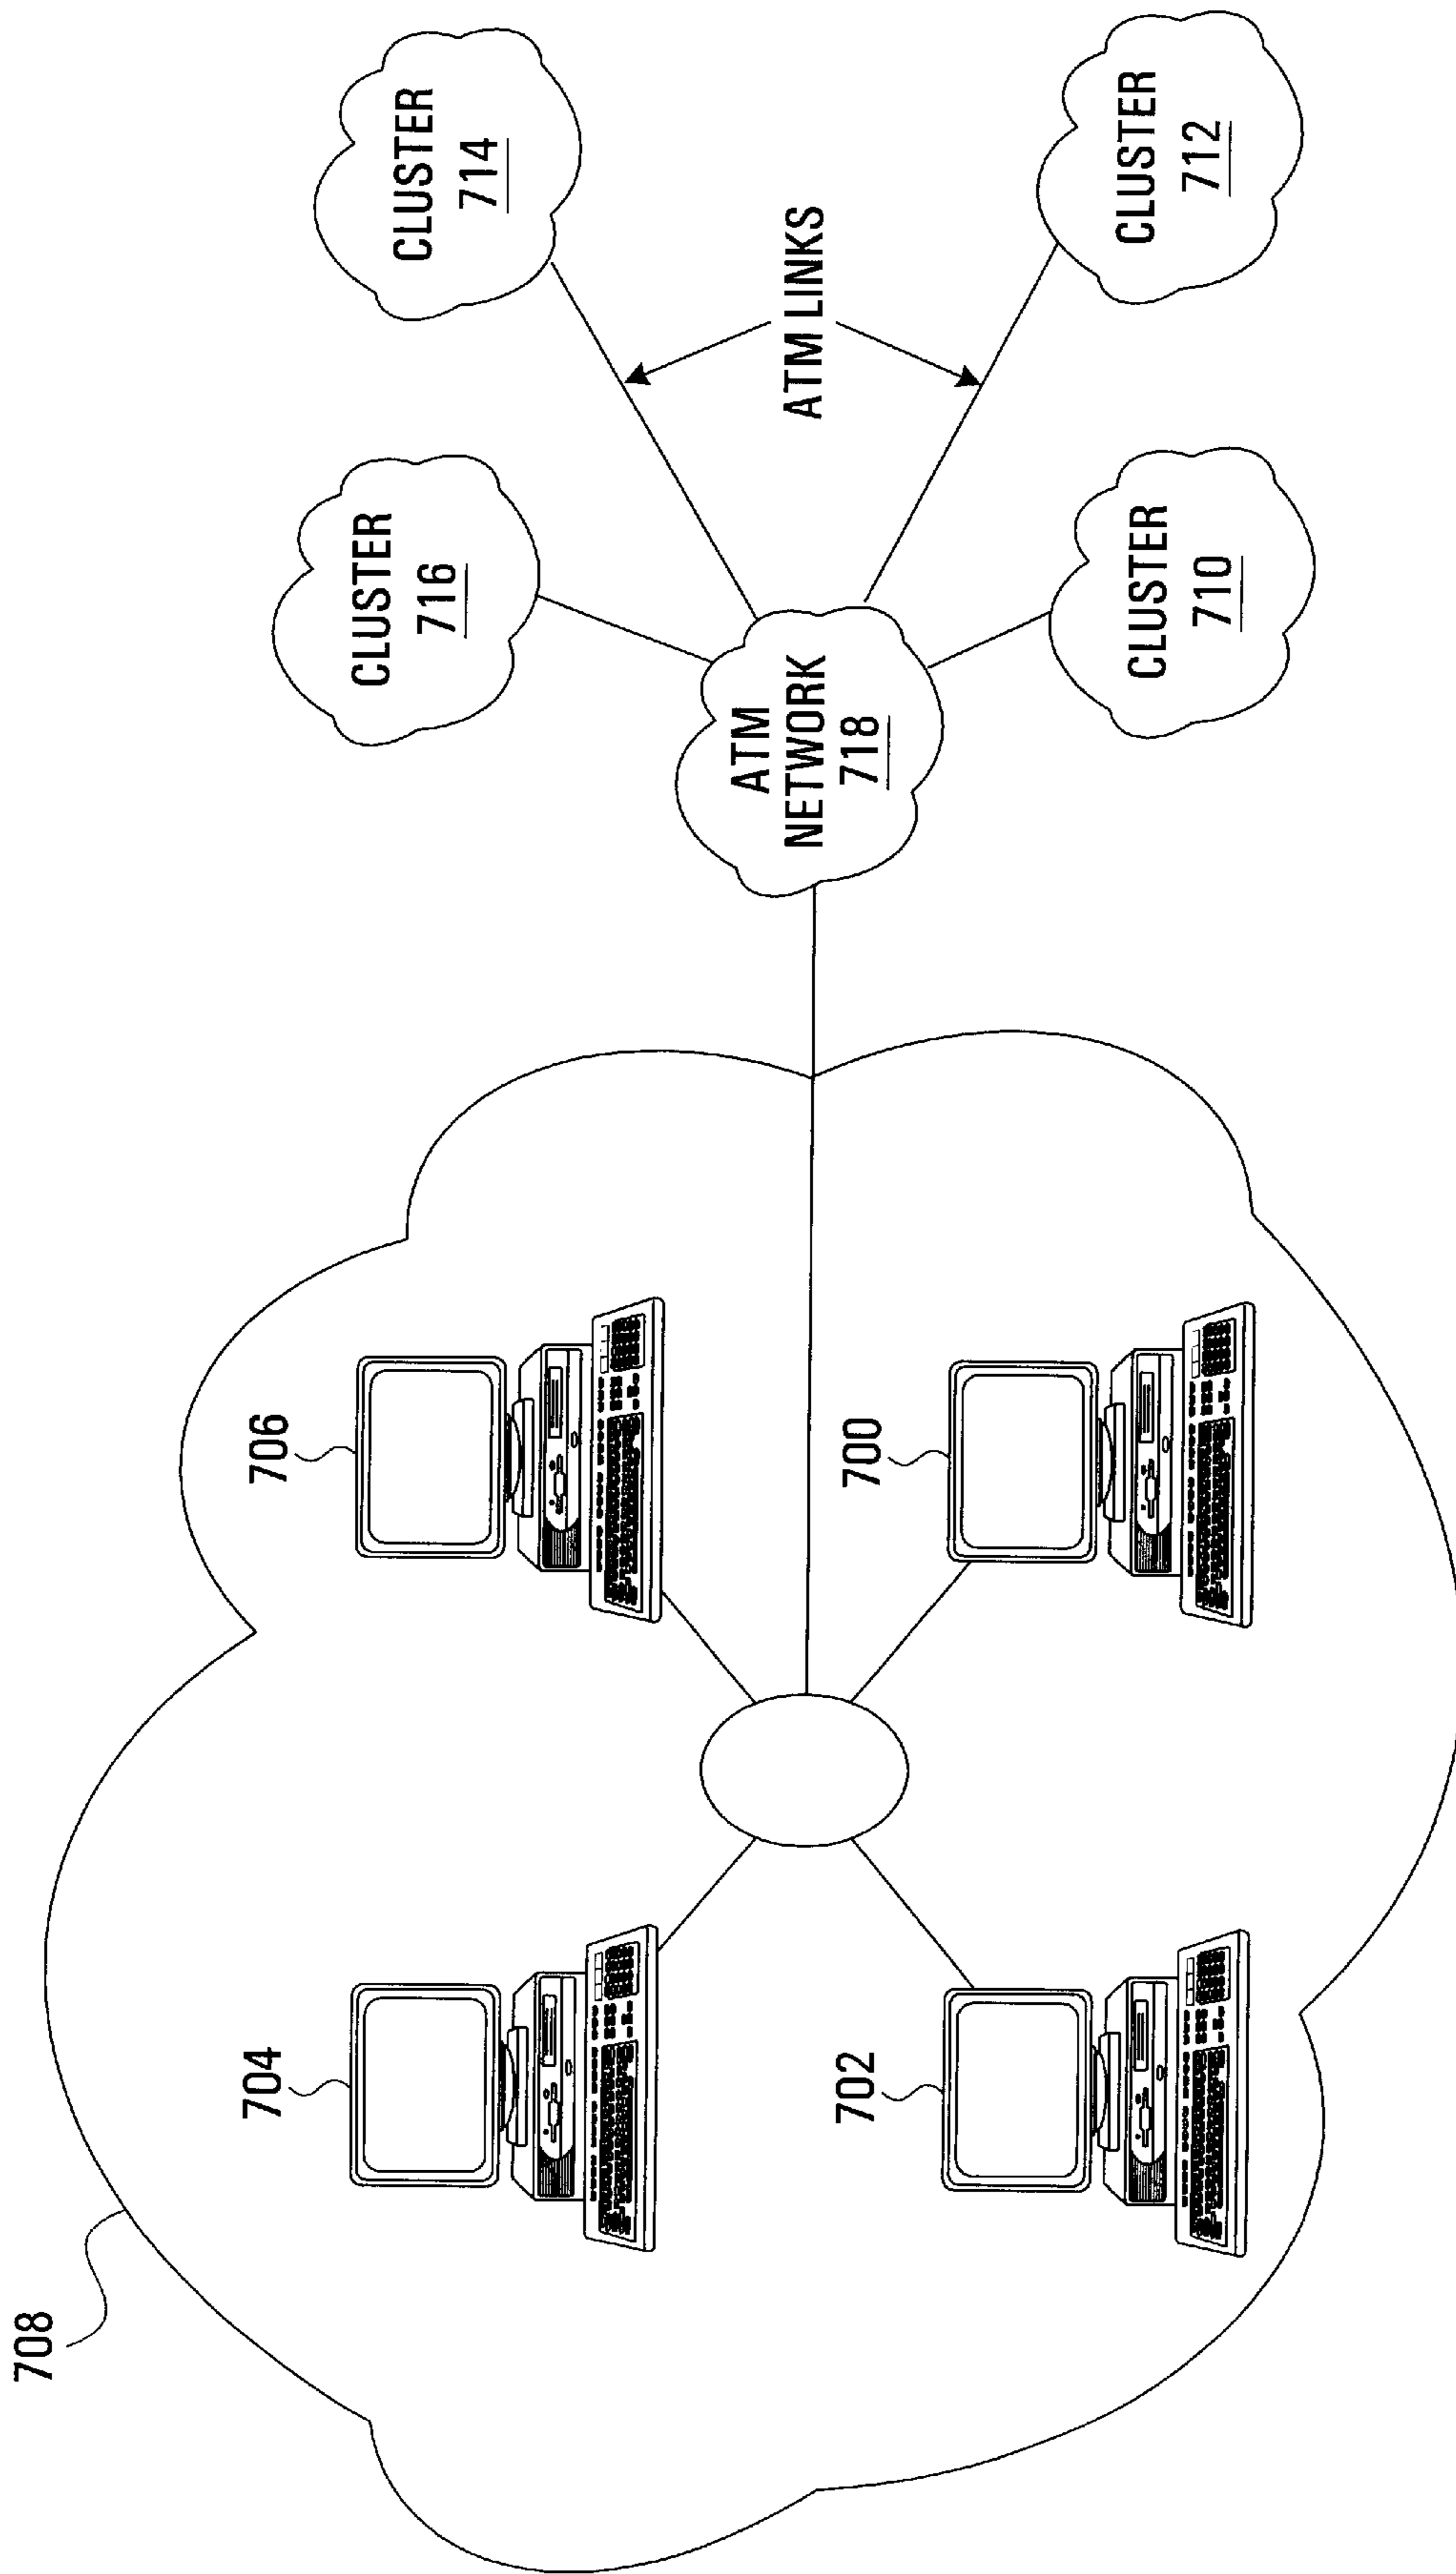 708
704
706
702
700
ATM
NETWORK
718
CLUSTER
716
CLUSTER
714
ATM LINKS
CLUSTER
710
CLUSTER
712